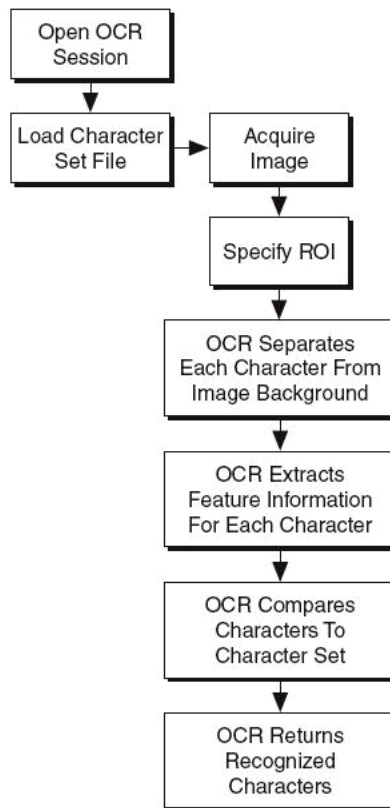 Open OCR
Session
Load Character
Set File
Acquire
Image
Specify ROI
OCR Separates
Each Character From
Image Background
OCR Extracts
Feature Information
For Each Character
OCR Compares
Characters To
Character Set
OCR Returns
Recognized
Characters